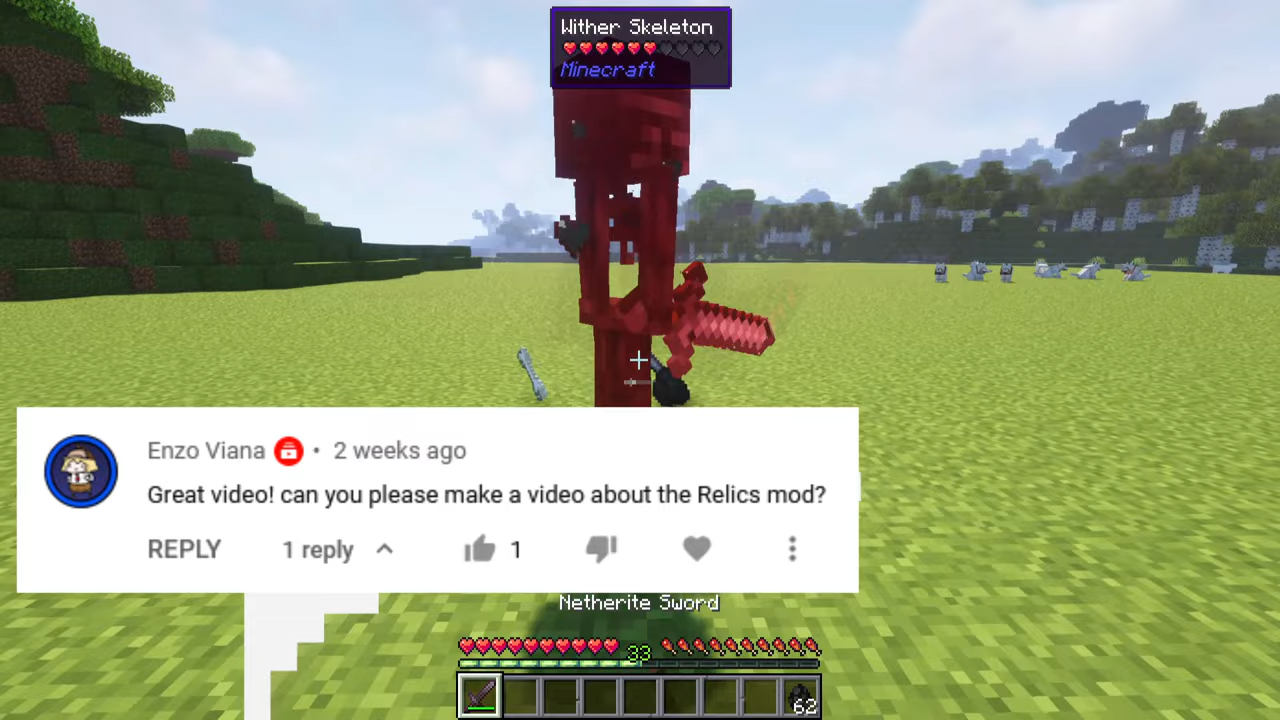 Wither Skeleton
Minecraft
Enzo Viana • 2 weeks ago
Great video! can you please make a video about the Relics mod?
REPLY 1 reply 1
Netherite Sword
33
62